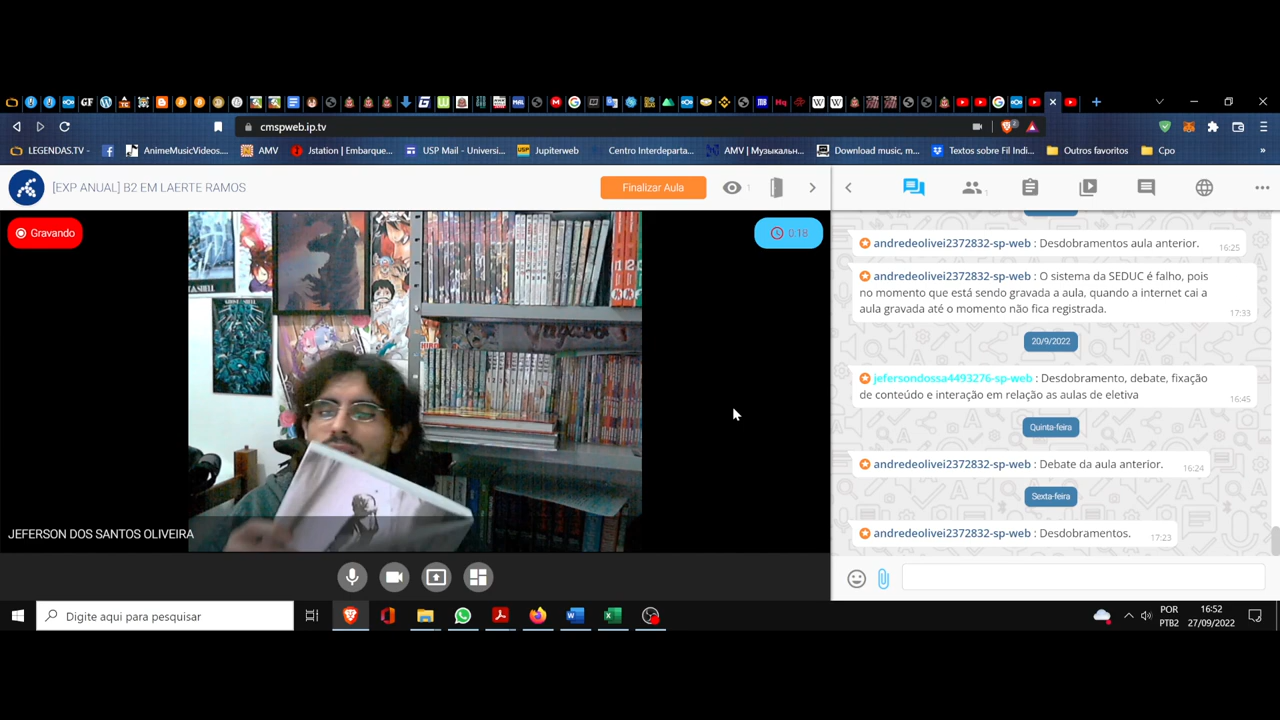 cmspweb.ip.tv
2
LEGENDAS.TV -
AnimeMusicVideos...
AMV
Jstation | Embarque...
USP Mail - Universi...
Jupiterweb
Centro Interdeparta...
AMV | Музыкальн...
Download music, m...
Textos sobre Fil Indi...
Outros favoritos
Cpo
»
[EXP ANUAL] B2 EM LAERTE RAMOS
Finalizar Aula
1
1
Gravando
0:18
JEFERSON DOS SANTOS OLIVEIRA
andredeolivei2372832-sp-web : Desdobramentos aula anterior.
16:25
andredeolivei2372832-sp-web : O sistema da SEDUC é falho, pois
no momento que está sendo gravada a aula, quando a internet cai a
aula gravada até o momento não fica registrada.
17:33
20/9/2022
jefersondossa4493276-sp-web : Desdobramento, debate, fixação
de conteúdo e interação em relação as aulas de eletiva
16:45
Quinta-feira
andredeolivei2372832-sp-web : Debate da aula anterior.
16:24
Sexta-feira
andredeolivei2372832-sp-web : Desdobramentos.
17:23
Digite aqui para pesquisar
POR
PTB2
16:52
27/09/2022